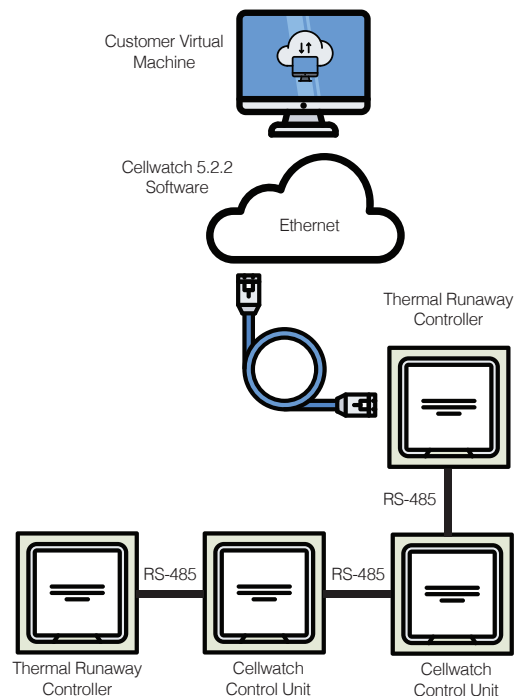 Customer Virtual
Machine
Cellwatch 5.2.2
Software
Ethernet
Thermal Runaway
Controller
RS-485
RS-485
RS-485
Thermal Runaway
Controller
Cellwatch
Control Unit
Cellwatch
Control Unit